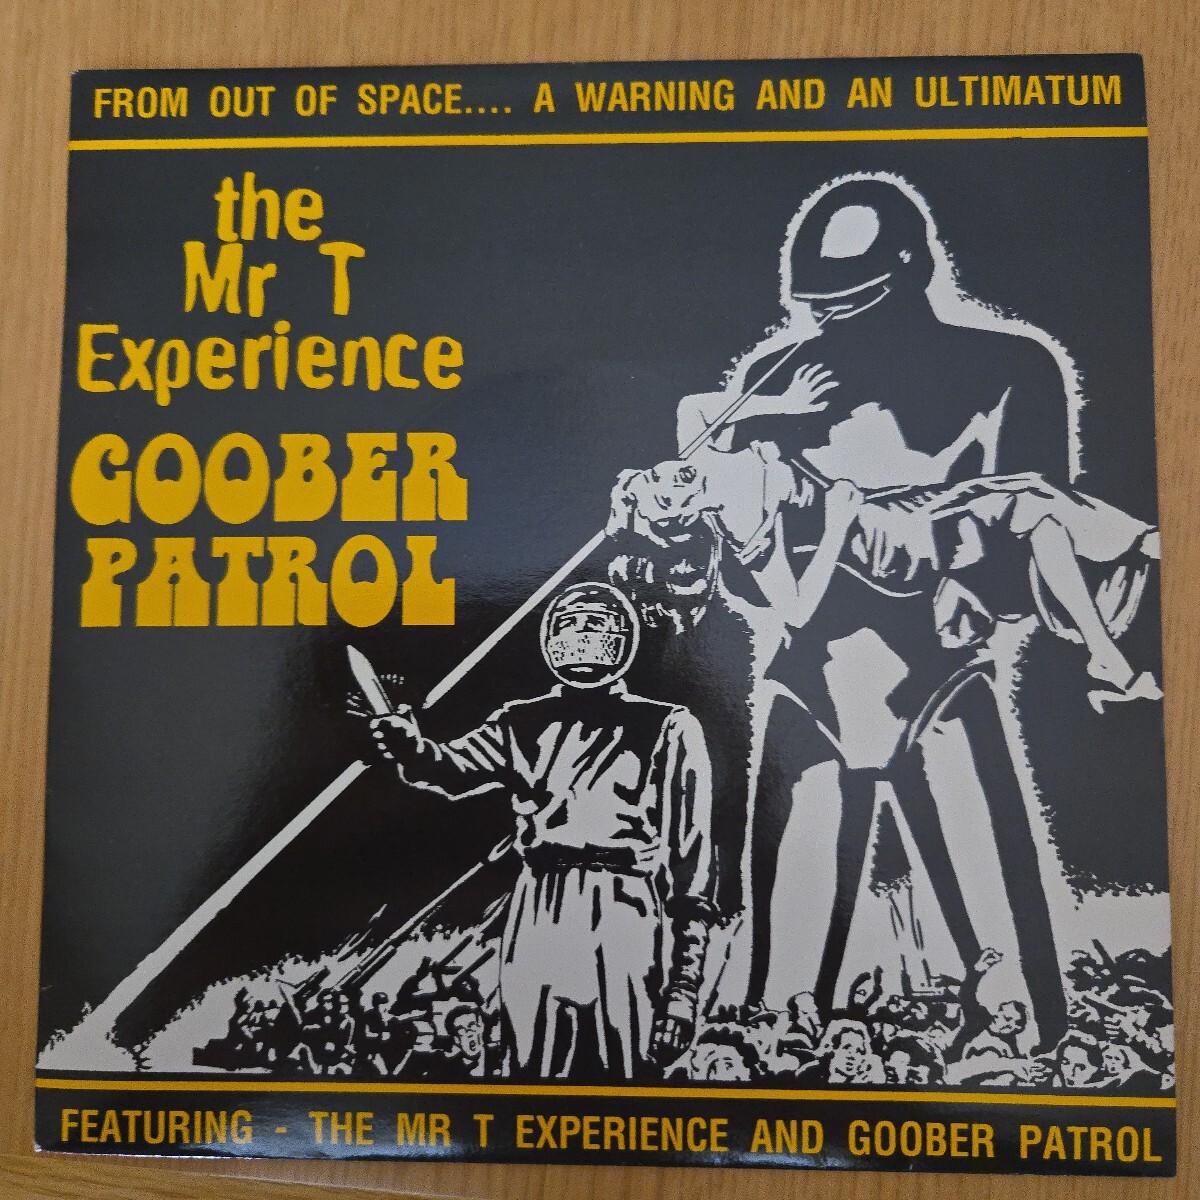 FROM OUT OF SPACE.... A WARNING AND AN ULTIMATUM
the
Mr T
Experience
GOOBER
PATROL
FEATURING - THE MR T EXPERIENCE AND GOOBER PATROL